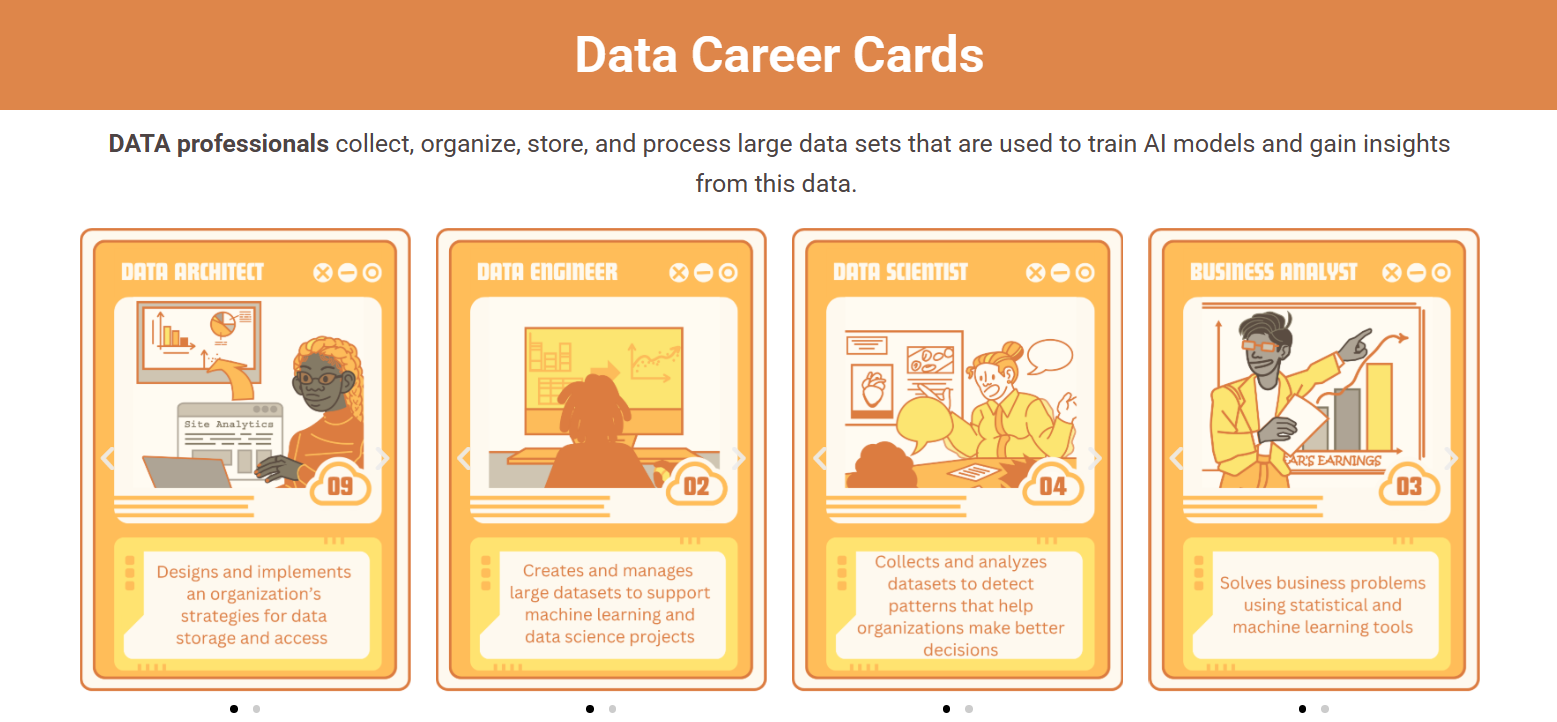 Data Career Cards
DATA professionals collect, organize, store, and process large data sets that are used to train AI models and gain insights
from this data.
DATA ARCHITECT
Site Analytics
09
Designs and implements
an organization's
strategies for data
storage and access
DATA ENGINEER
02
Creates and manages
large datasets to support
machine learning and
data science projects
DATA SCIENTIST
04
Collects and analyzes
datasets to detect
patterns that help
organizations make better
decisions
BUSINESS ANALYST
AR'S EARNINGS
03
Solves business problems
using statistical and
machine learning tools